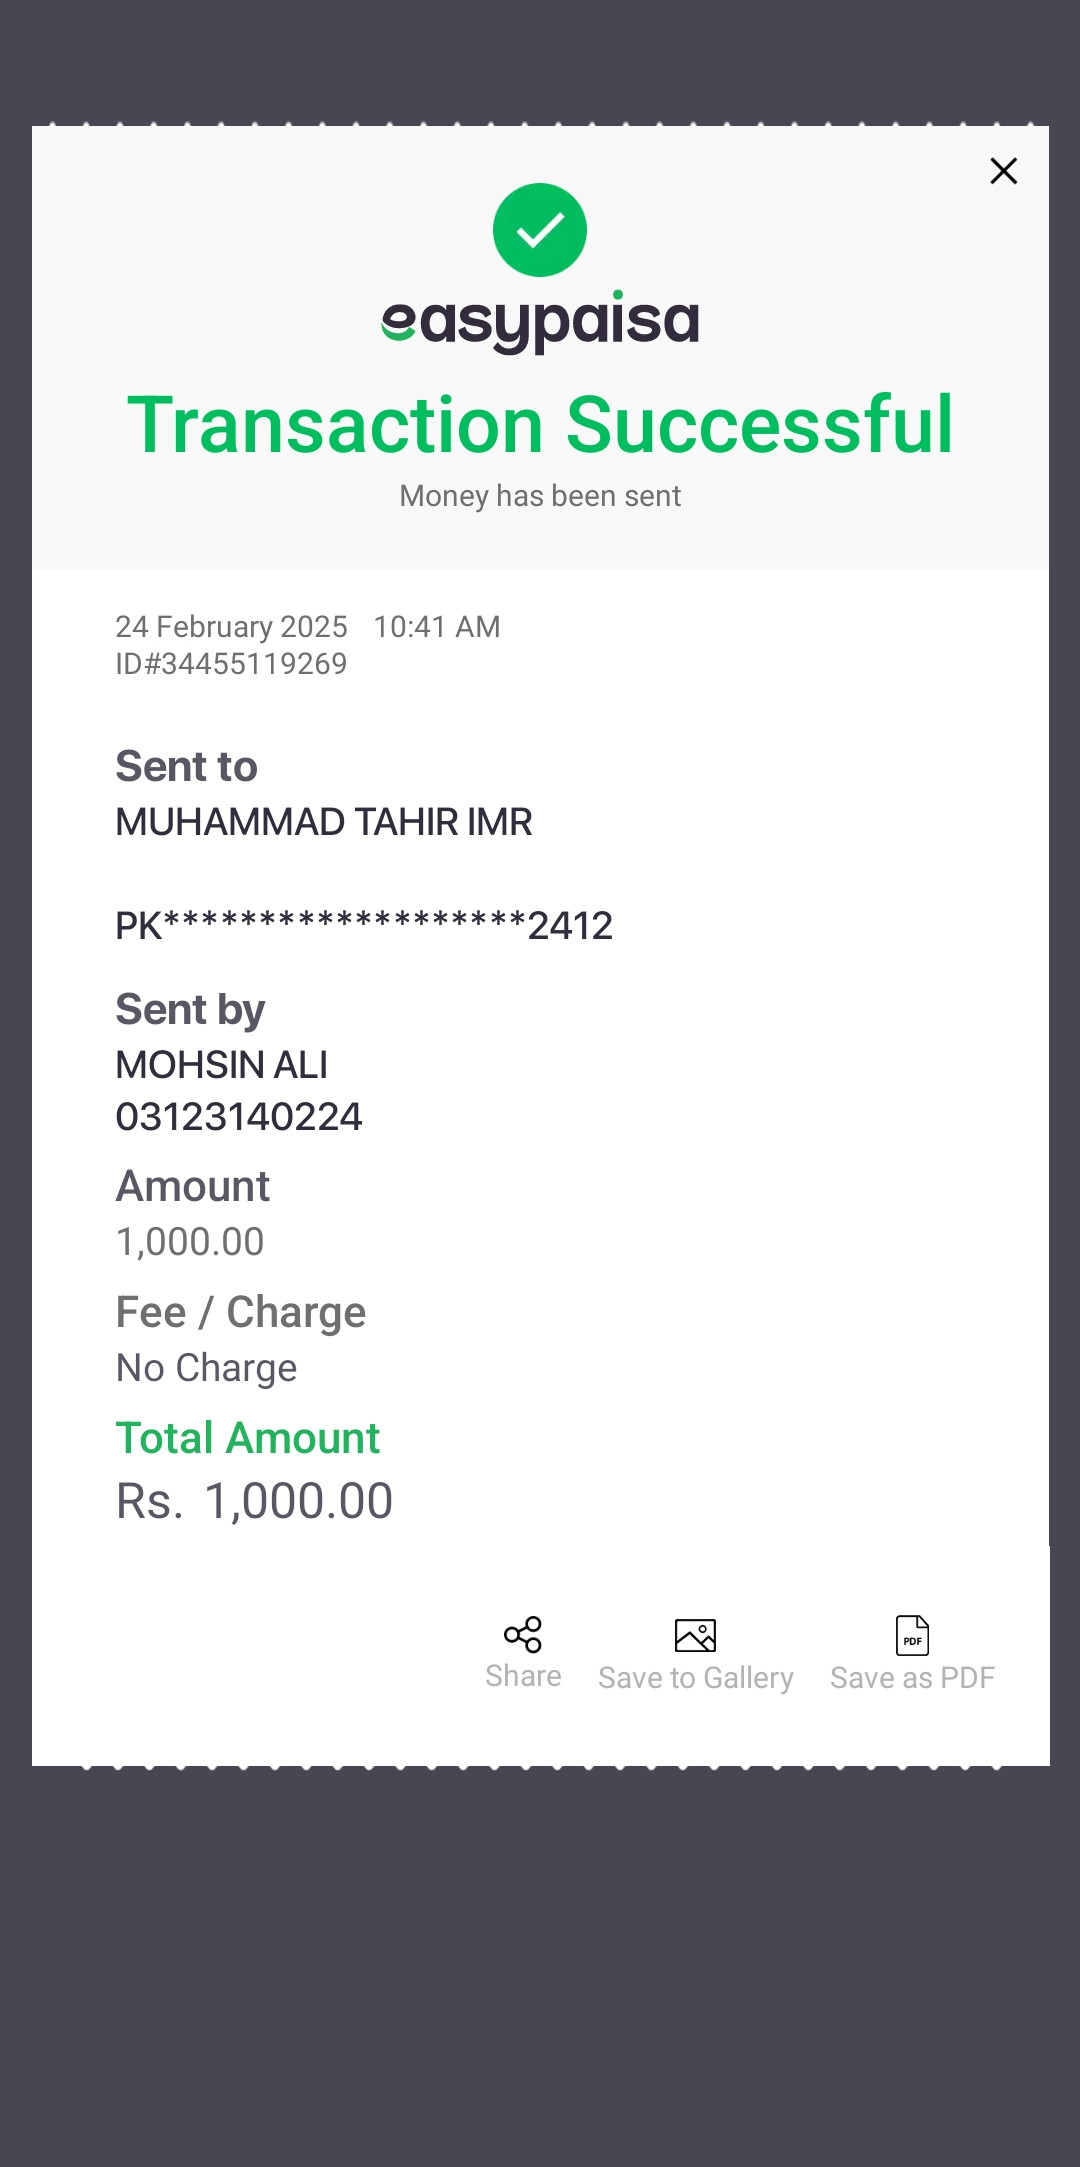 easypaisa
Transaction Successful
Money has been sent
24 February 2025 10:41 AM
ID#34455119269
Sent to
MUHAMMAD TAHIR IMR
PK*******************2412
Sent by
MOHSIN ALI
03123140224
Amount
1,000.00
Fee / Charge
No Charge
Total Amount
Rs. 1,000.00
PDF
Share Save to Gallery Save as PDF